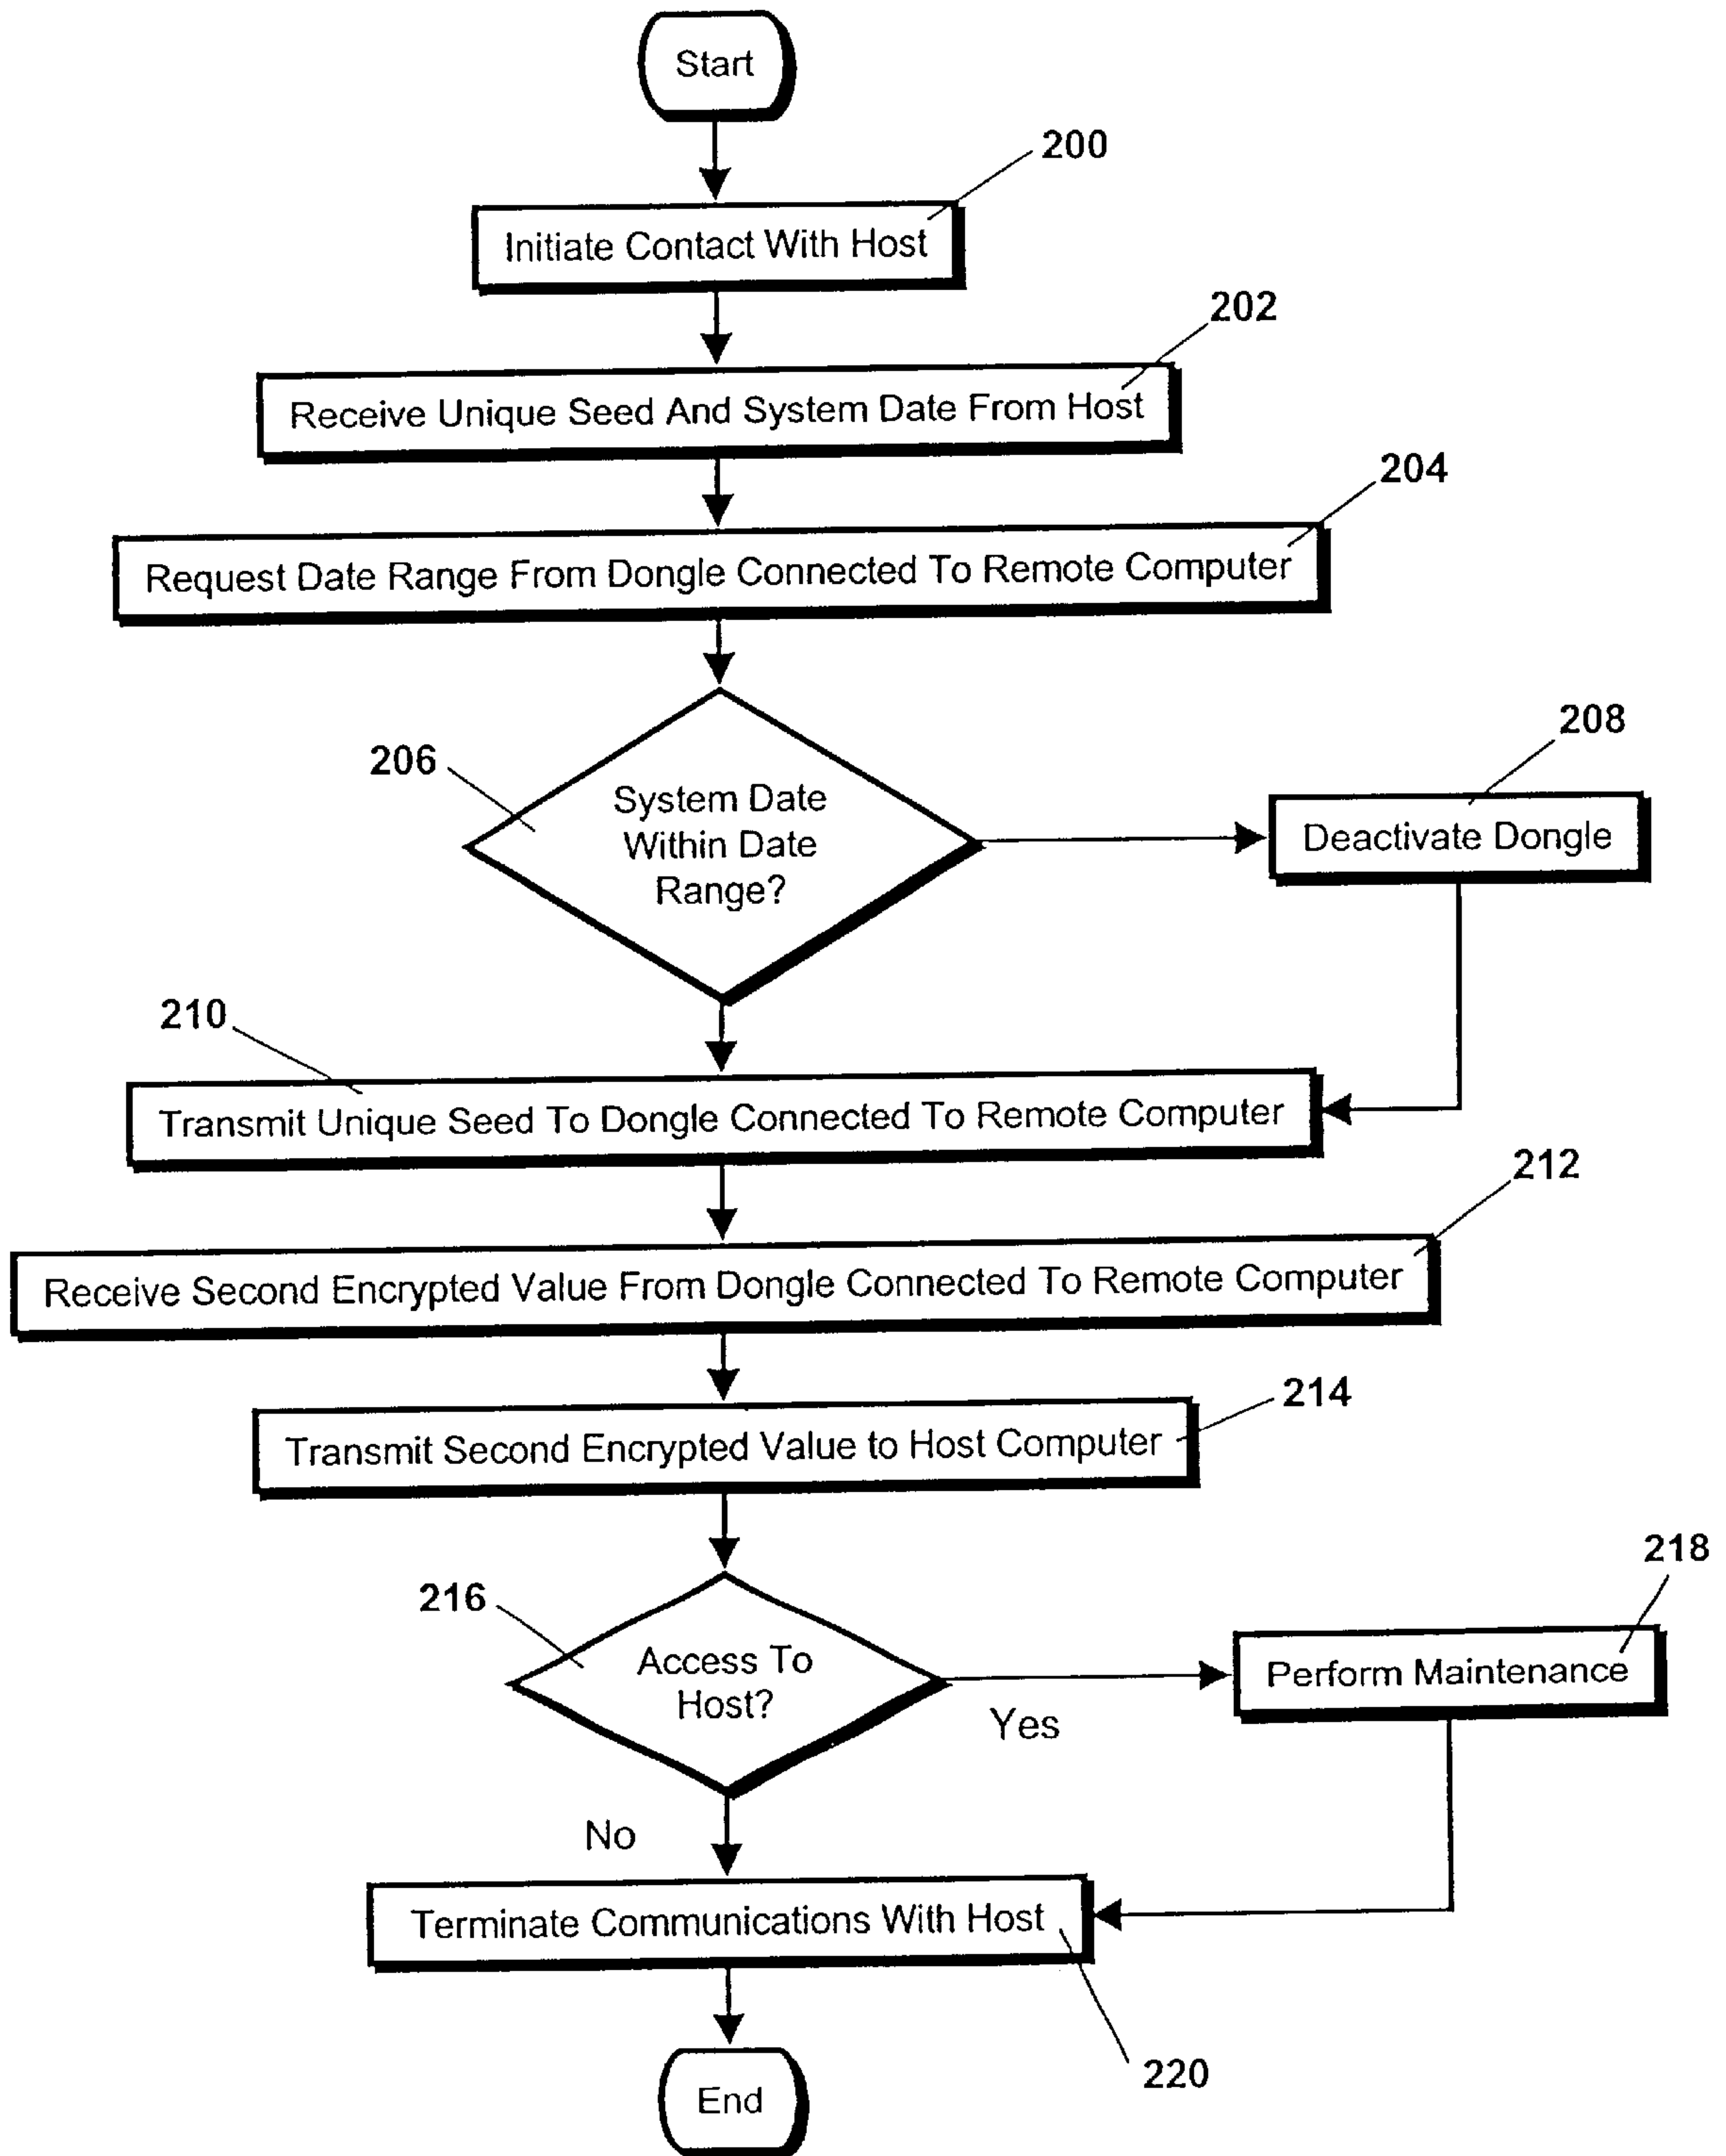 Start
200
Initiate Contact With Host
202
Receive Unique Seed And System Date From Host
204
Request Date Range From Dongle Connected To Remote Computer
206
System Date
Within Date
Range?
208
Deactivate Dongle
210
Transmit Unique Seed To Dongle Connected To Remote Computer
212
Receive Second Encrypted Value From Dongle Connected To Remote Computer
214
Transmit Second Encrypted Value to Host Computer
216
Access To
Host?
Yes
218
Perform Maintenance
No
Terminate Communications With Host
220
End